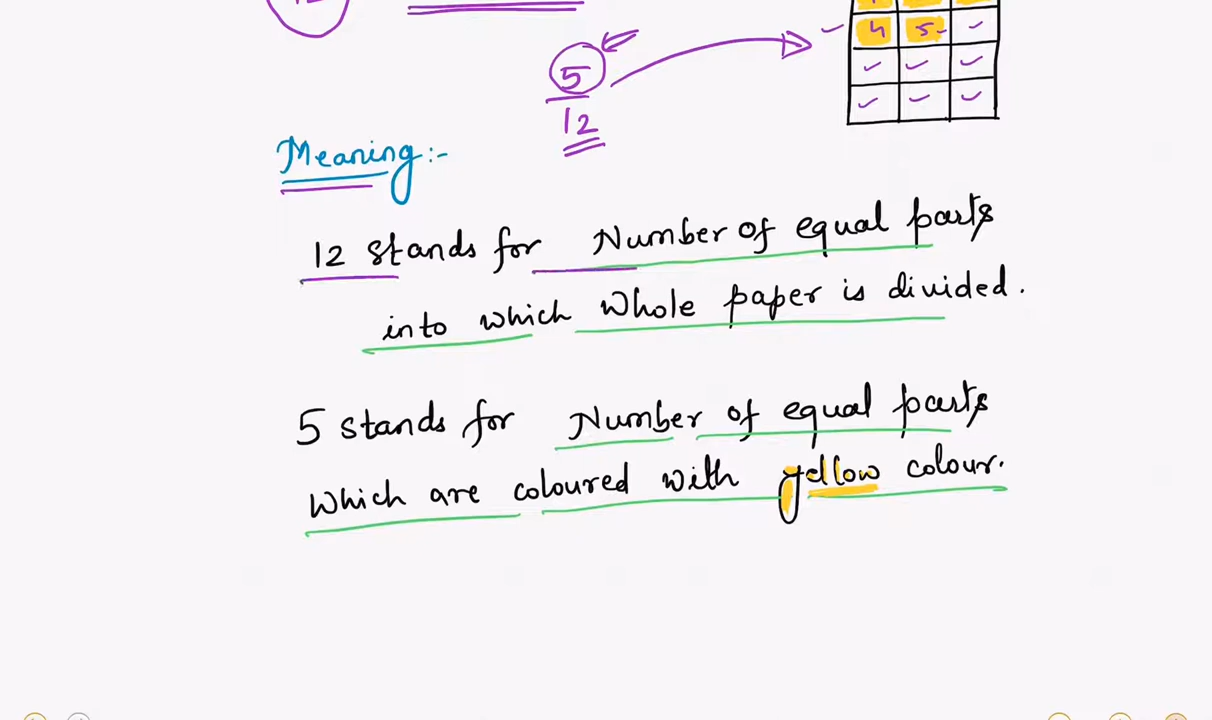 4 5
5
12
Meaning:-
12 stands for Number of equal parts
into which whole paper is divided.
5 stands for Number of equal parts
which are coloured with yellow colour.